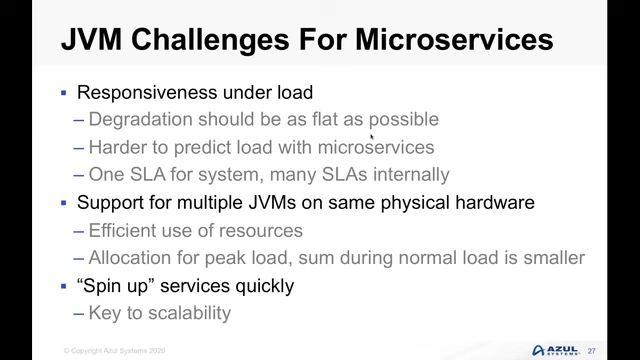 JVM Challenges For Microservices
▪ Responsiveness under load
– Degradation should be as flat as possible
– Harder to predict load with microservices
– One SLA for system, many SLAs internally
▪ Support for multiple JVMs on same physical hardware
– Efficient use of resources
– Allocation for peak load, sum during normal load is smaller
▪ “Spin up” services quickly
– Key to scalability
© Copyright Azul Systems 2020
AZUL
SYSTEMS
27